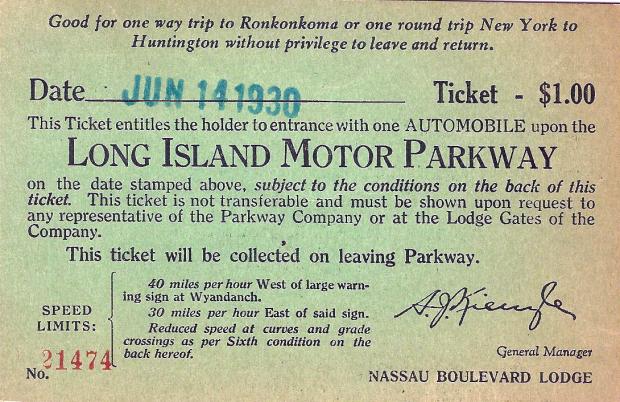 Good for one way trip to Ronkonkoma or one round trip New York to
Huntington without privilege to leave and return.
Date JUN 14 1930 Ticket - $1.00
This Ticket entitles the holder to entrance with one AUTOMOBILE upon the
LONG ISLAND MOTOR PARKWAY
on the date stamped above, subject to the conditions on the back of this
ticket. This ticket is not transferable and must be shown upon request to
any representative of the Parkway Company or at the Lodge Gates of the
Company.
This ticket will be collected on leaving Parkway.
SPEED
LIMITS:
40 miles per hour West of large warn-
ing sign at Wyandanch.
30 miles per hour East of said sign.
Reduced speed at curves and grade
crossings as per Sixth condition on the
back hereof.
General Manager
No. 21474
NASSAU BOULEVARD LODGE